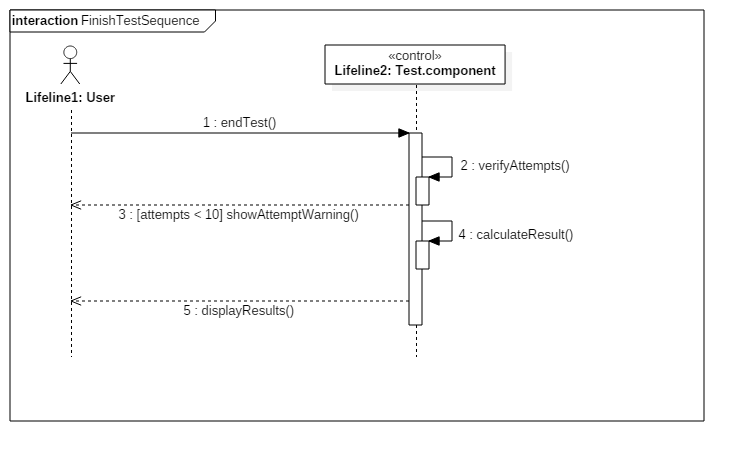 interaction FinishTestSequence
«control»
Lifeline2: Test.component
Lifeline1: User
1 : endTest()
2 : verifyAttempts()
3 : [attempts < 10] showAttemptWarning()
4 : calculateResult()
5 : displayResults()